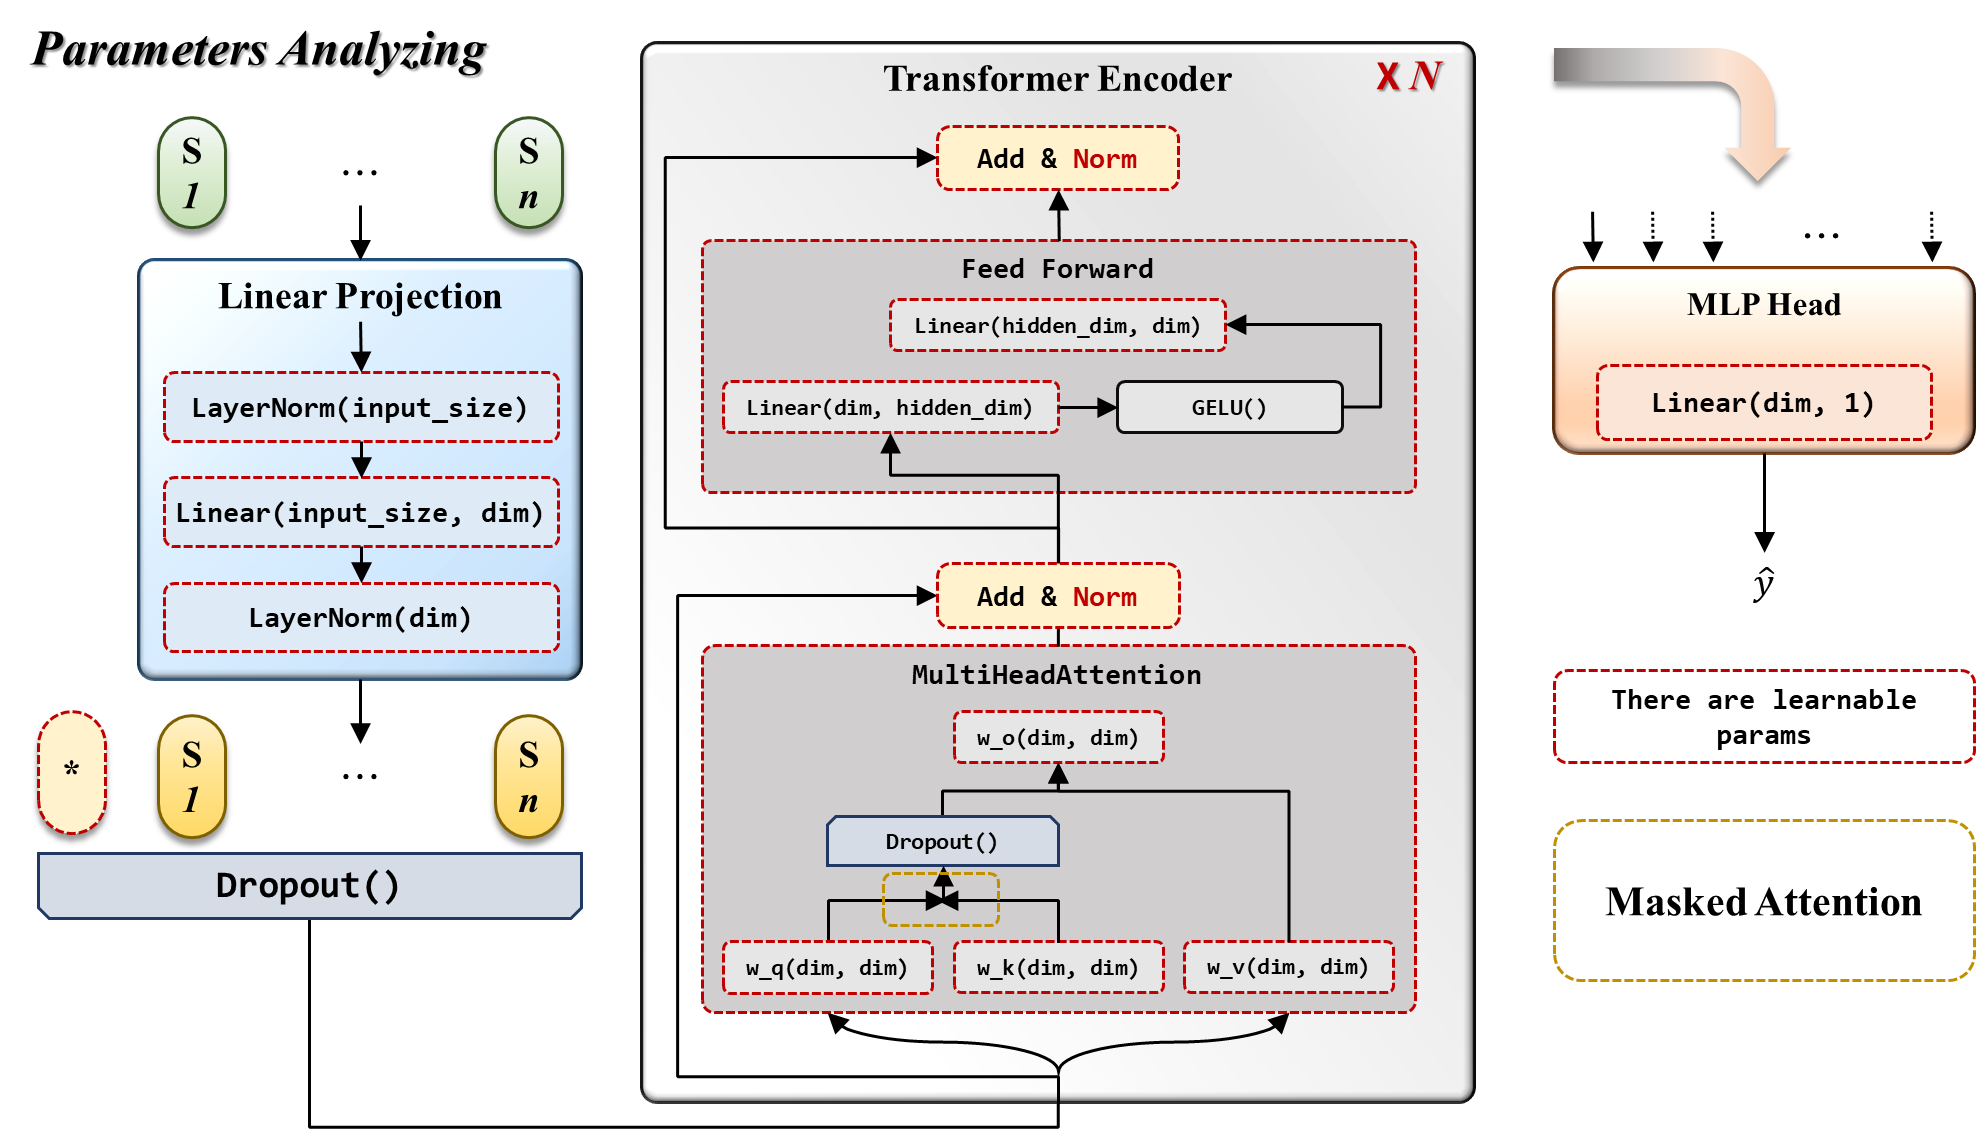 Parameters Analyzing
S
1
...
S
n
Linear Projection
LayerNorm(input_size)
Linear(input_size, dim)
LayerNorm(dim)
*
S
1
...
S
n
Dropout()
Transformer Encoder
X N
Add & Norm
Feed Forward
Linear(hidden_dim, dim)
Linear(dim, hidden_dim)
GELU()
Add & Norm
MultiHeadAttention
w_o(dim, dim)
Dropout()
w_q(dim, dim)
w_k(dim, dim)
w_v(dim, dim)
...
MLP Head
Linear(dim, 1)
ŷ
There are learnable
params
Masked Attention